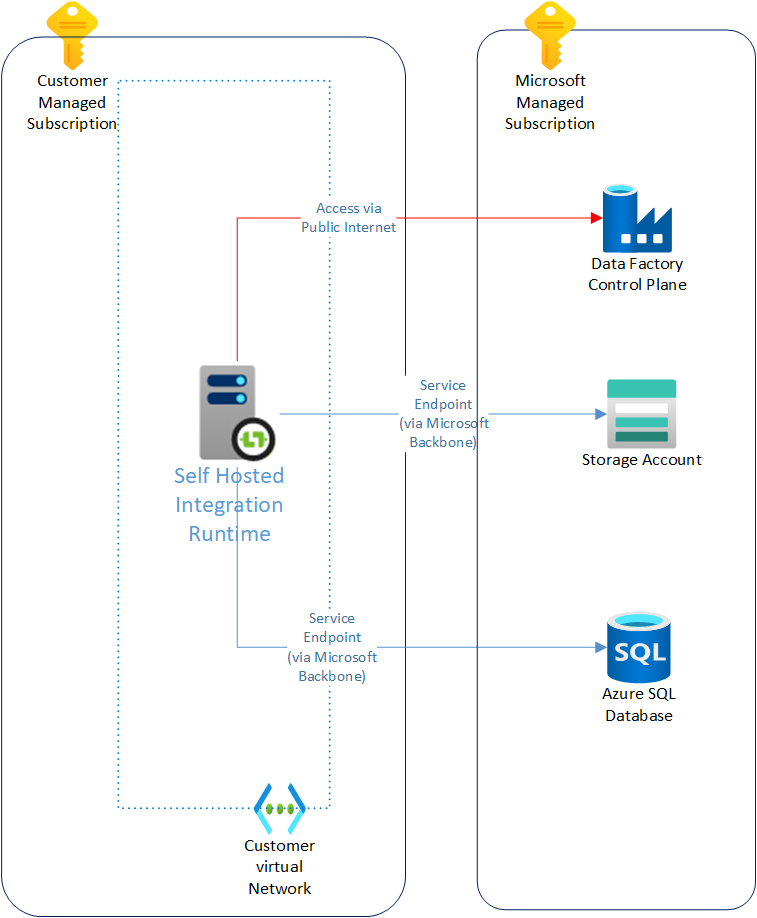 Customer
Managed
Subscription
Microsoft
Managed
Subscription
Access via
Public Internet
Data Factory
Control Plane
Service
Endpoint
(via Microsoft
Backbone)
Storage Account
Self Hosted
Integration
Runtime
Service
Endpoint
(via Microsoft
Backbone)
SQL
Azure SQL
Database
Customer
virtual
Network